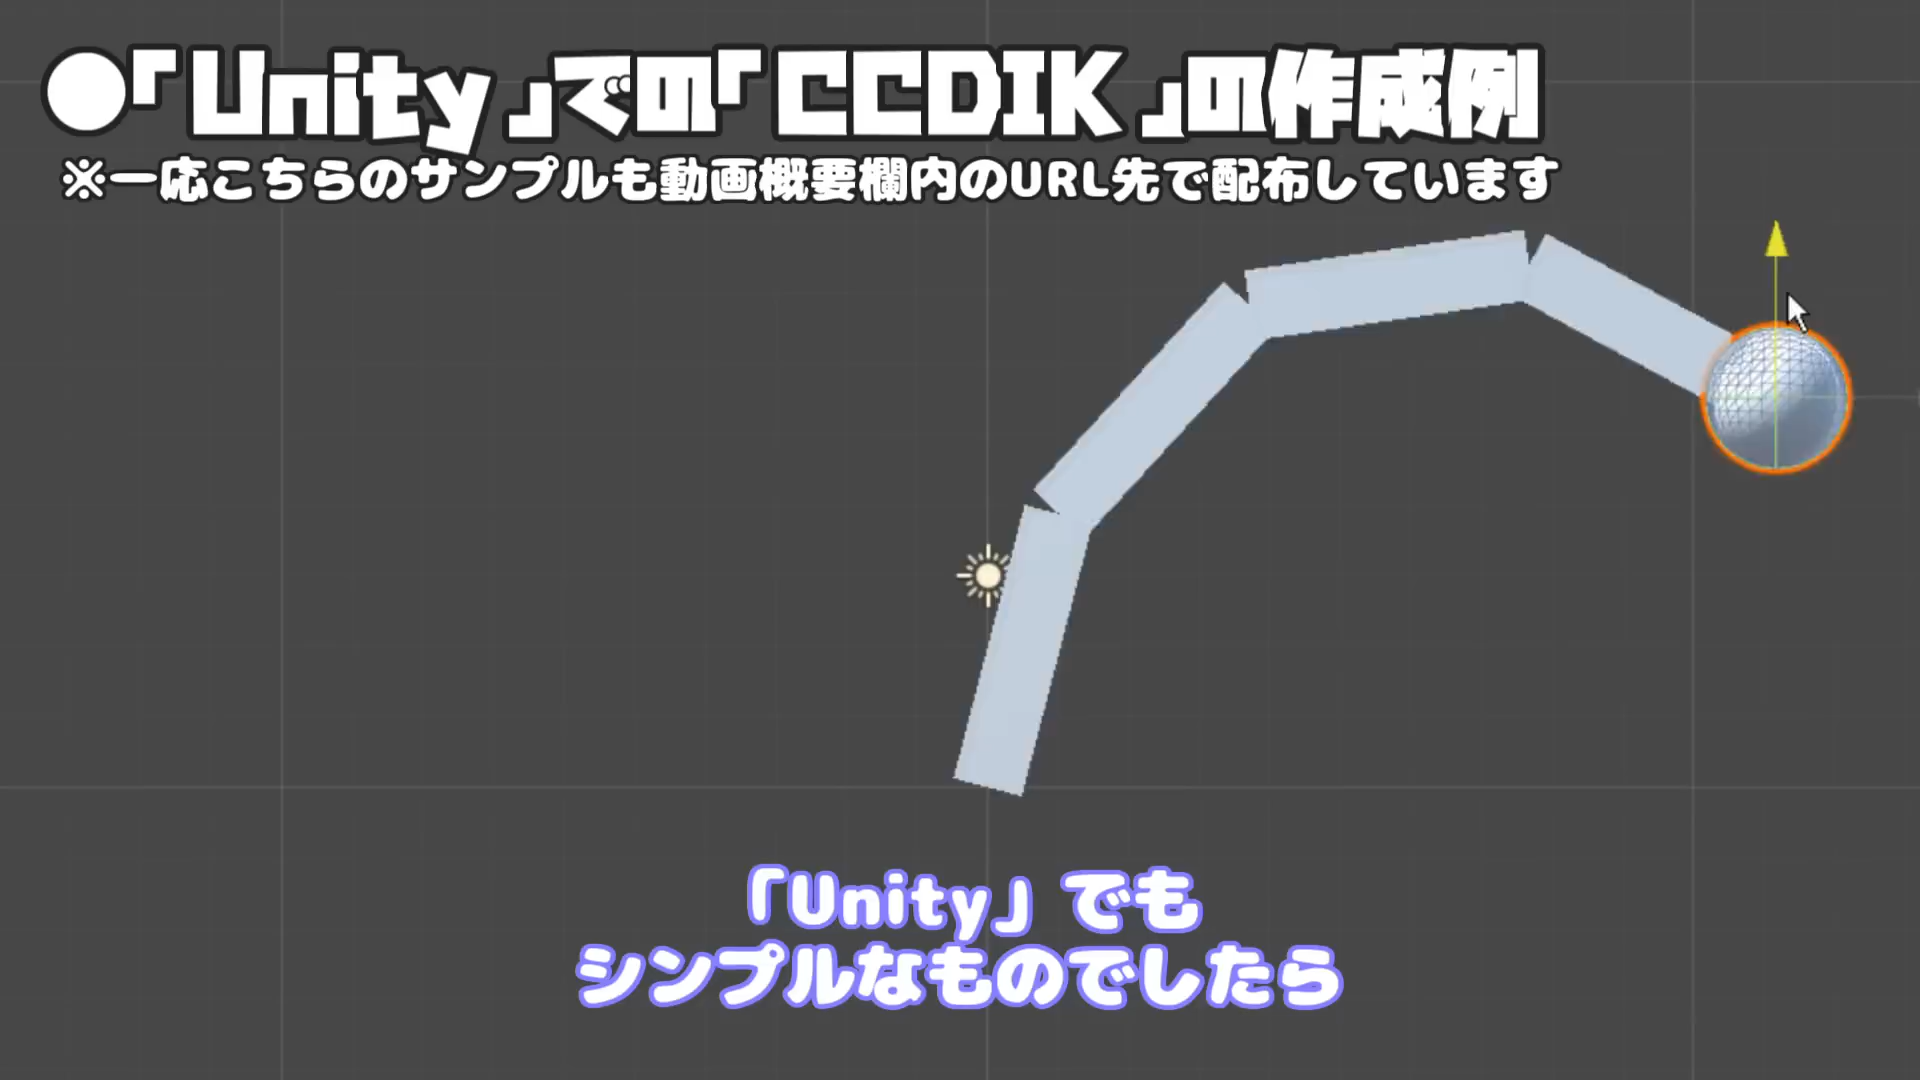 ●「Unity」での「CCDIK」の作成例
※一応こちらのサンプルも動画概要欄内のURL先で配布しています
「Unity」でも
シンプルなものでしたら